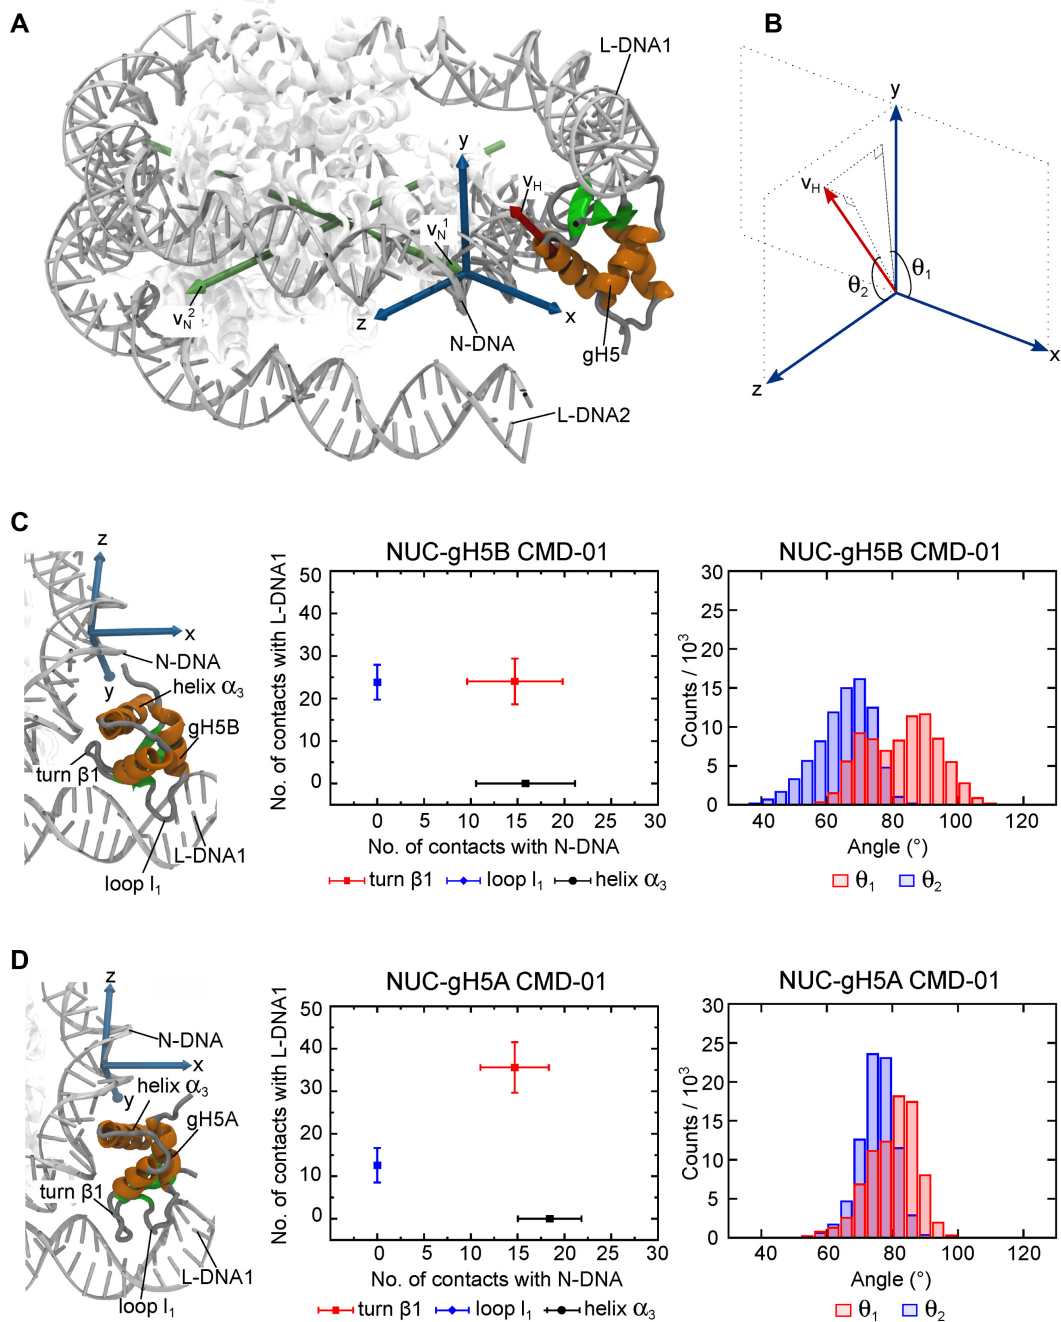 A
L-DNA1
y
vH
vN1
vN2
z
x
N-DNA
gH5
L-DNA2
B
y
vH
θ1
θ2
x
z
C
z
x
N-DNA
y
helix α3
gH5B
turn β1
L-DNA1
loop l1
NUC-gH5B CMD-01
No. of contacts with L-DNA1
50
40
30
20
10
0
0 5 10 15 20 25 30
No. of contacts with N-DNA
turn β1 loop l1 helix α3
NUC-gH5B CMD-01
Counts / 10³
30
25
20
15
10
5
0
40 60 80 100 120
Angle (°)
θ1 θ2
D
z
N-DNA
x
helix α3
y
gH5A
turn β1
L-DNA1
loop l1
NUC-gH5A CMD-01
No. of contacts with L-DNA1
50
40
30
20
10
0
0 5 10 15 20 25 30
No. of contacts with N-DNA
turn β1 loop l1 helix α3
NUC-gH5A CMD-01
Counts / 10³
30
25
20
15
10
5
0
40 60 80 100 120
Angle (°)
θ1 θ2